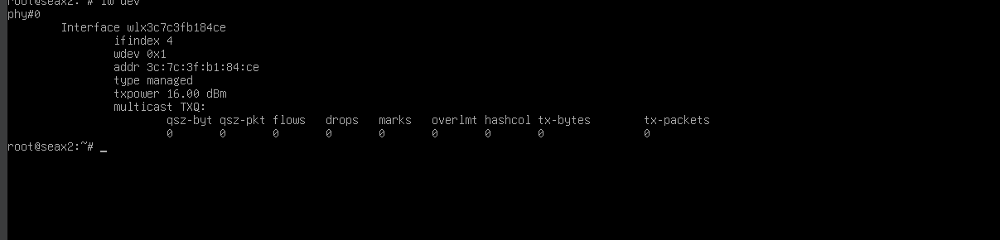 root@seax2:~# iw dev
phy#0
Interface wlx3c7c3fb184ce
ifindex 4
wdev 0x1
addr 3c:7c:3f:b1:84:ce
type managed
txpower 16.00 dBm
multicast TXQ:
qsz-byt qsz-pkt flows drops marks overlmt hashcol tx-bytes tx-packets
0 0 0 0 0 0 0 0 0
root@seax2:~# _